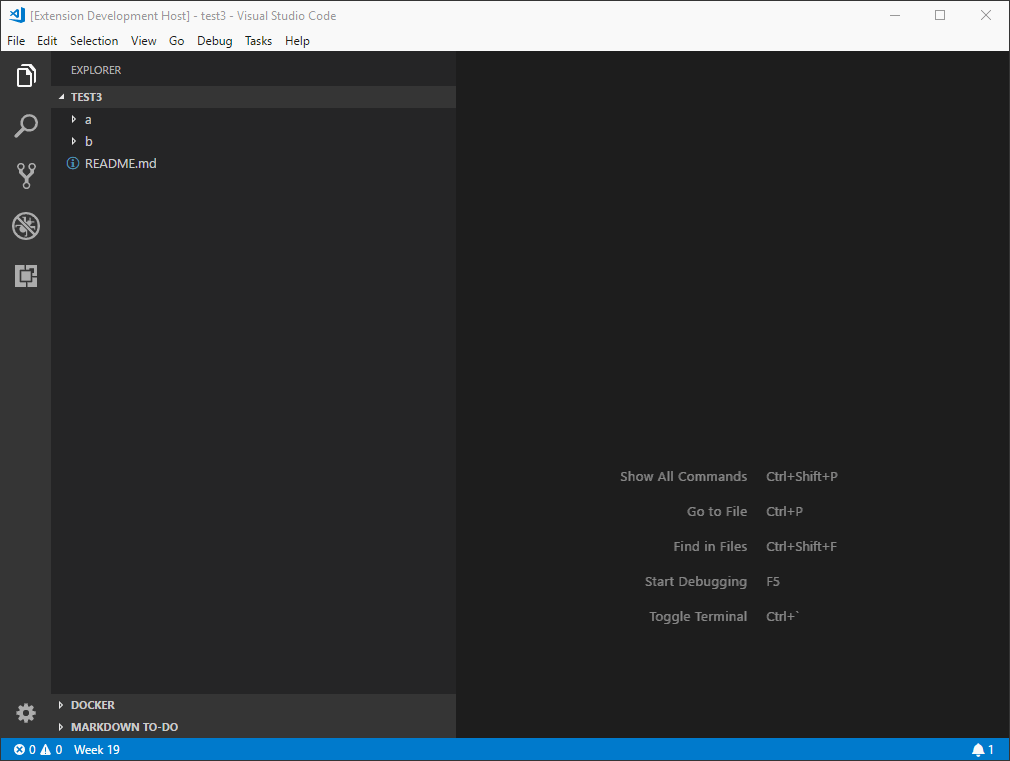 [Extension Development Host] - test3 - Visual Studio Code
File Edit Selection View Go Debug Tasks Help
EXPLORER
TEST3
a
b
README.md
Show All Commands Ctrl+Shift+P
Go to File Ctrl+P
Find in Files Ctrl+Shift+F
Start Debugging F5
Toggle Terminal Ctrl+`
DOCKER
MARKDOWN TO-DO
0 0 Week 19 1